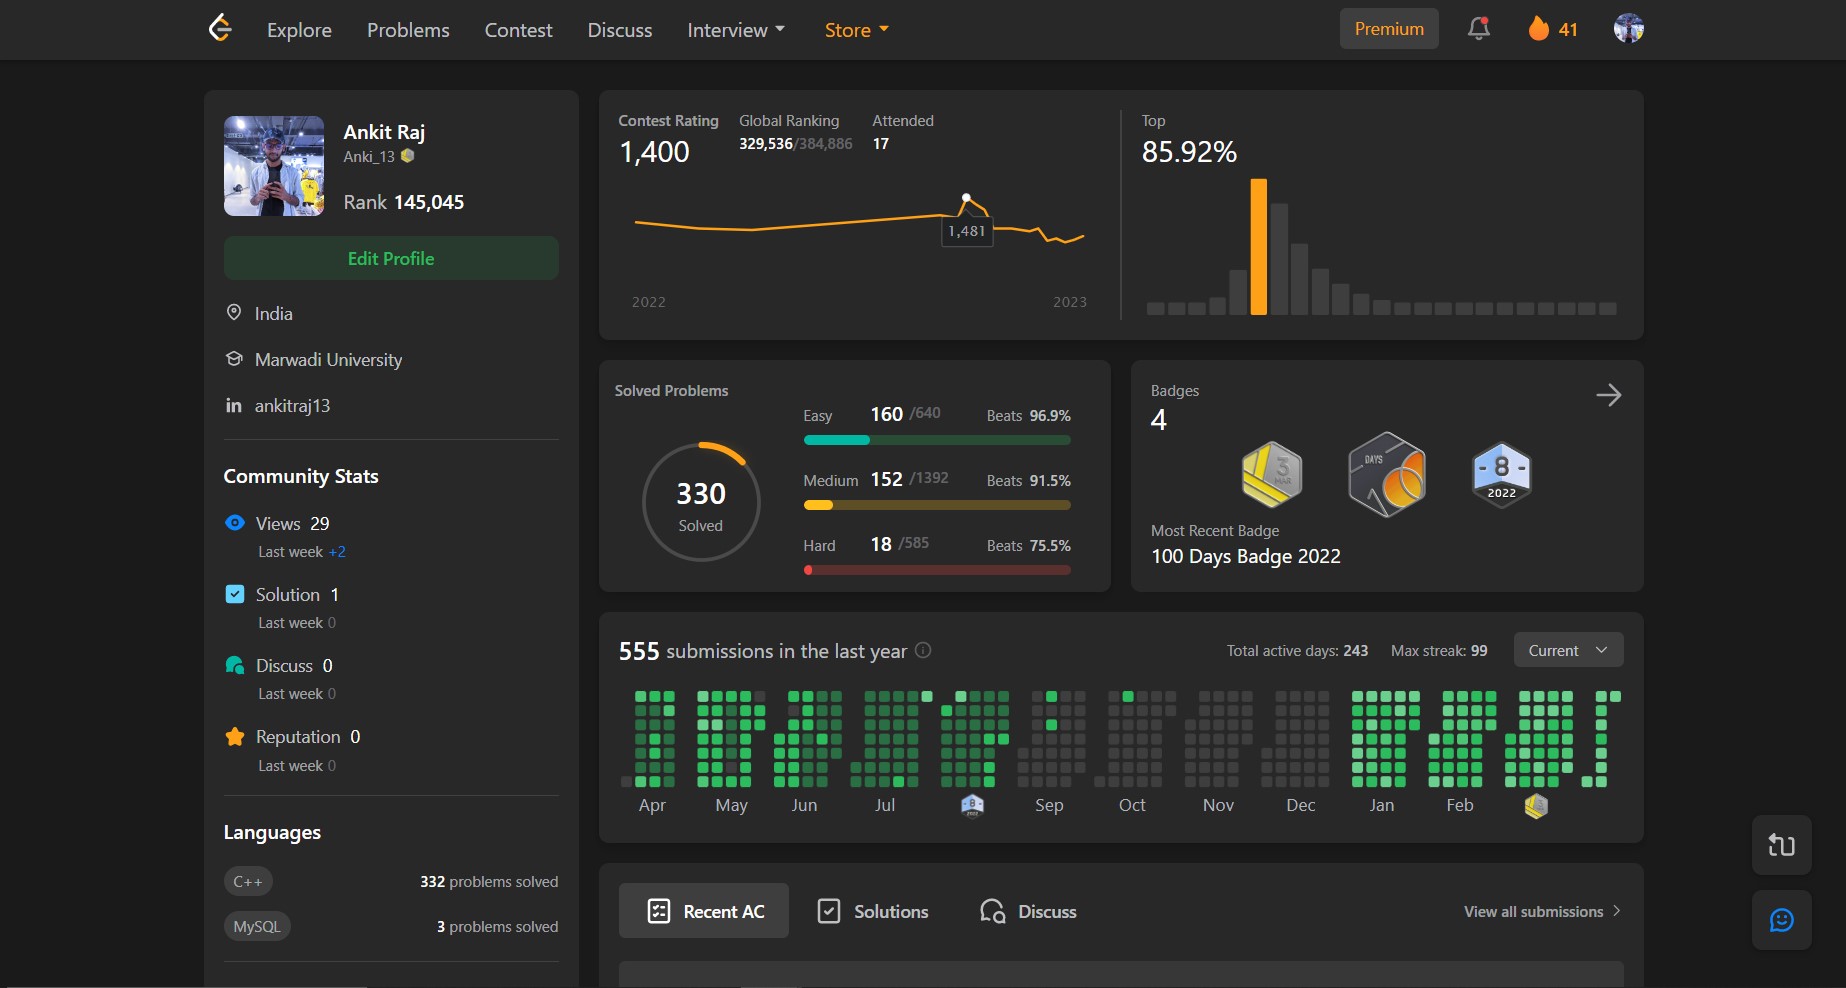 Explore Problems Contest Discuss Interview Store Premium 41
Ankit Raj
Anki_13
Rank 145,045
Edit Profile
India
Marwadi University
in ankitraj13
Community Stats
Views 29
Last week +2
Solution 1
Last week 0
Discuss 0
Last week 0
Reputation 0
Last week 0
Languages
C++ 332 problems solved
MySQL 3 problems solved
Contest Rating Global Ranking Attended
1,400 329,536/384,886 17
1,481
2022 2023
Top
85.92%
Solved Problems
330
Solved
Easy 160 /640 Beats 96.9%
Medium 152 /1392 Beats 91.5%
Hard 18 /585 Beats 75.5%
Badges
4
3
MAR
DAYS
8
2022
Most Recent Badge
100 Days Badge 2022
555 submissions in the last year Total active days: 243 Max streak: 99 Current
Apr May Jun Jul Sep Oct Nov Dec Jan Feb
Recent AC Solutions Discuss View all submissions